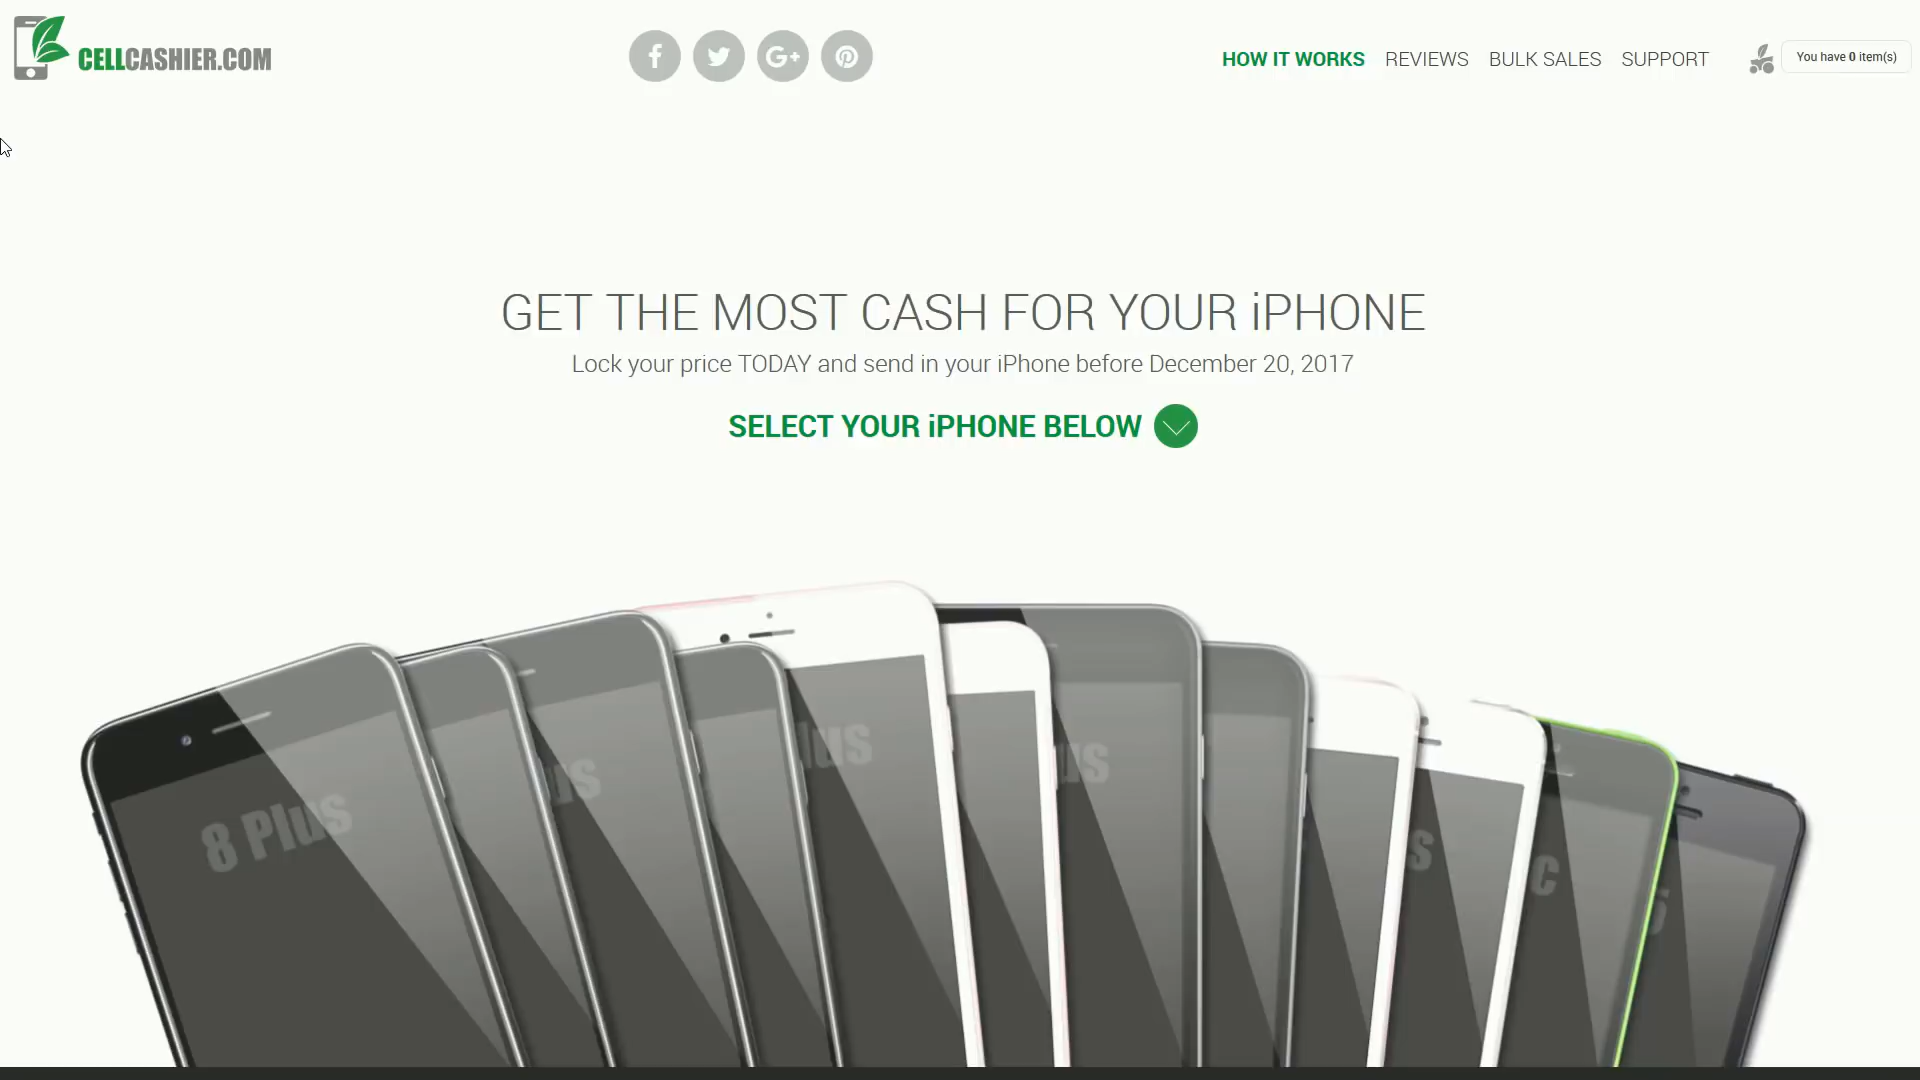 CELLCASHIER.COM
HOW IT WORKS REVIEWS BULK SALES SUPPORT
You have 0 item(s)
GET THE MOST CASH FOR YOUR iPHONE
Lock your price TODAY and send in your iPhone before December 20, 2017
SELECT YOUR iPHONE BELOW
8 Plus